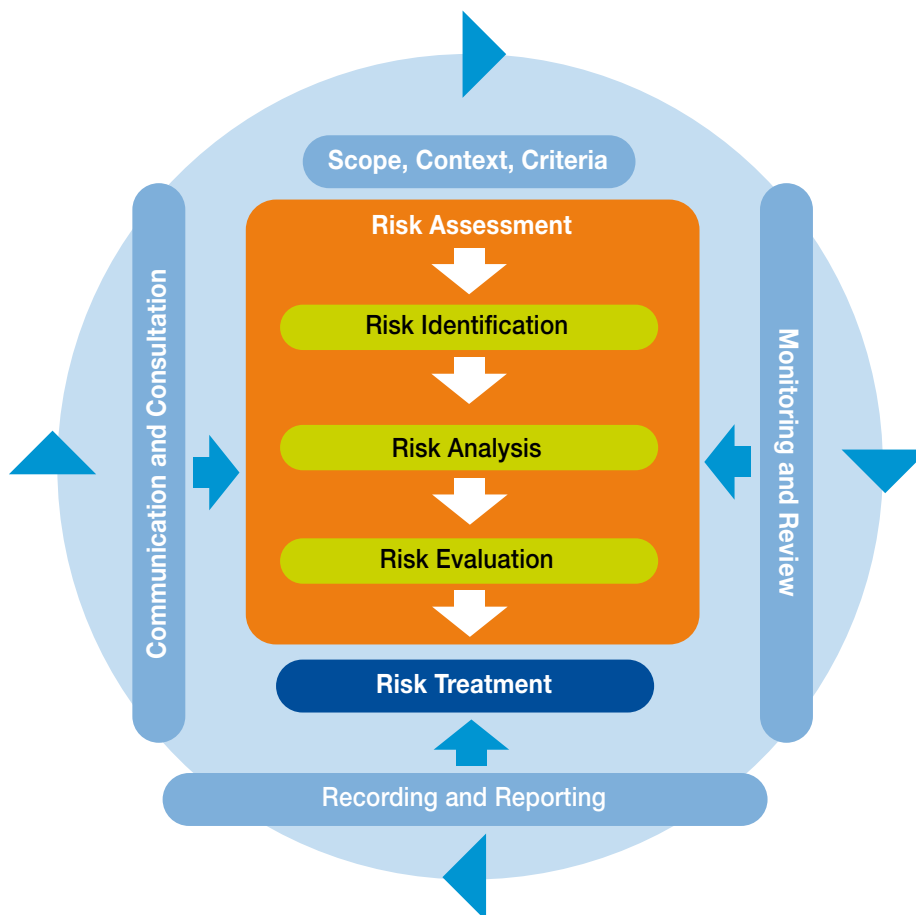 Scope, Context, Criteria
Risk Assessment
Risk Identification
Risk Analysis
Risk Evaluation
Risk Treatment
Communication and Consultation
Monitoring and Review
Recording and Reporting